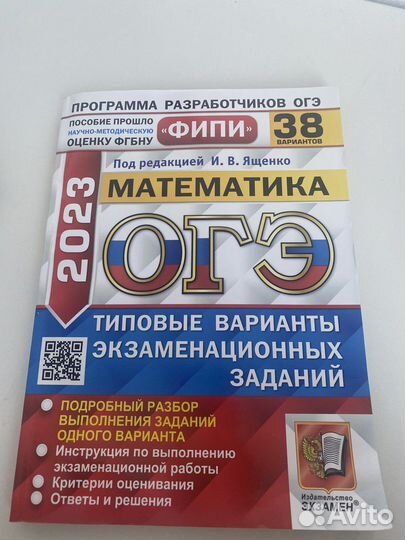 ПРОГРАММА РАЗРАБОТЧИКОВ ОГЭ
ПОСОБИЕ ПРОШЛО
НАУЧНО-МЕТОДИЧЕСКУЮ
ОЦЕНКУ ФГБНУ
«ФИПИ»
38
ВАРИАНТОВ
Под редакцией И. В. Ященко
2023
МАТЕМАТИКА
ОГЭ
ТИПОВЫЕ ВАРИАНТЫ
ЭКЗАМЕНАЦИОННЫХ
ЗАДАНИЙ
ПОДРОБНЫЙ РАЗБОР
ВЫПОЛНЕНИЯ ЗАДАНИЙ
ОДНОГО ВАРИАНТА
Инструкция по выполнению
экзаменационной работы
Критерии оценивания
Ответы и решения
Издательство
ЭКЗАМЕН®
Avito